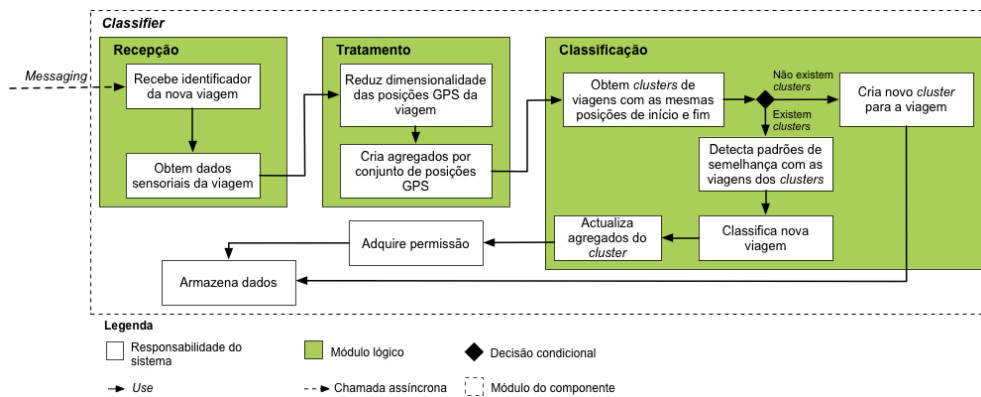 Classifier
Messaging
Recepção
Recebe identificador
da nova viagem
Obtem dados
sensoriais da viagem
Tratamento
Reduz dimensionalidade
das posições GPS da
viagem
Cria agregados por
conjunto de posições
GPS
Classificação
Obtem clusters de
viagens com as mesmas
posições de início e fim
Não existem
clusters
Existem
clusters
Cria novo cluster
para a viagem
Detecta padrões de
semelhança com as
viagens dos clusters
Classifica nova
viagem
Actualiza
agregados do
cluster
Adquire permissão
Armazena dados
Legenda
Responsabilidade do
sistema
Módulo lógico
Decisão condicional
Use
Chamada assíncrona
Módulo do componente